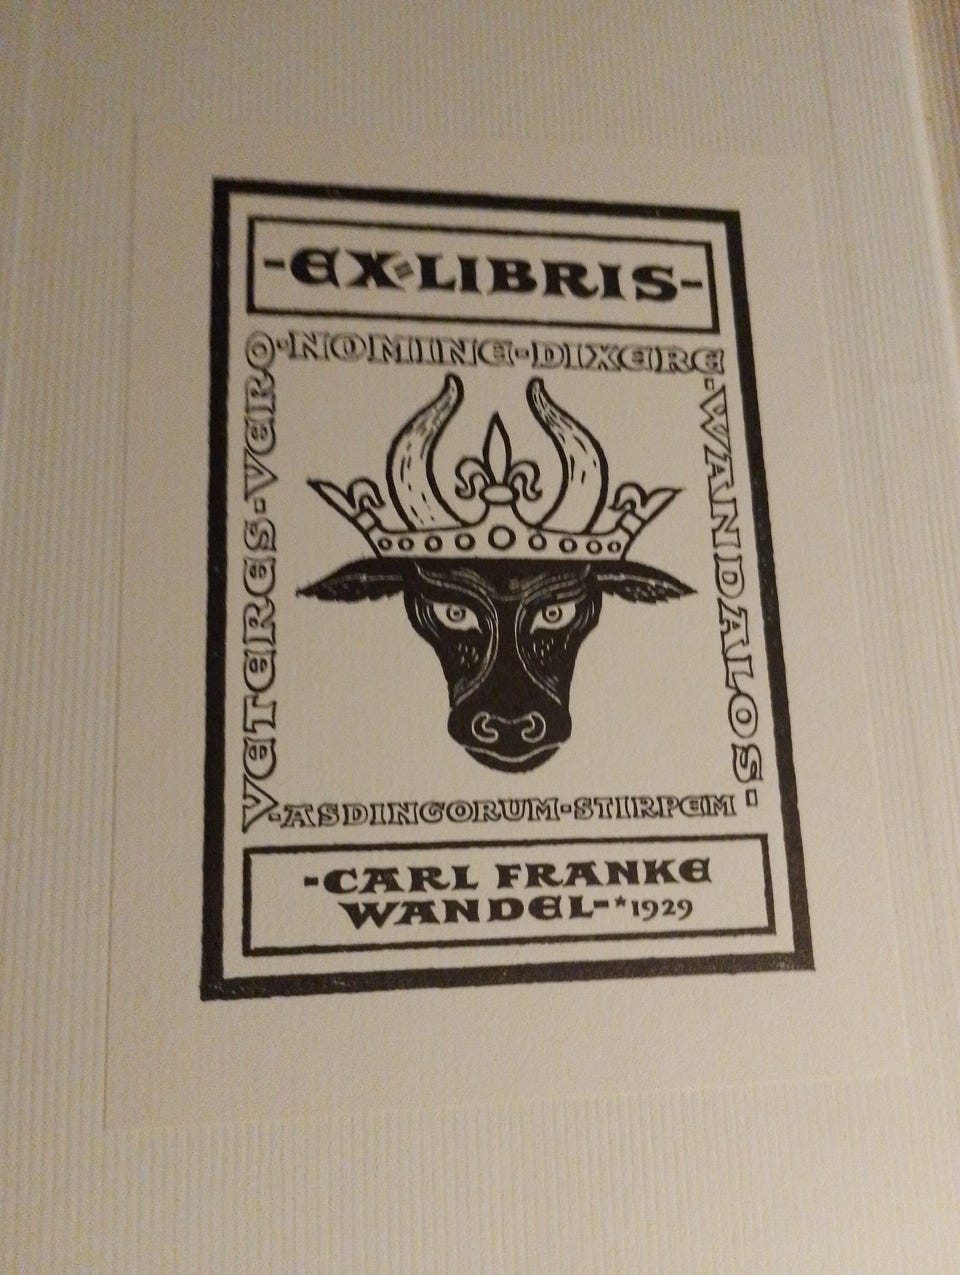 -EX=LIBRIS-
VETERES-VERO-NOMINE-DIXERE-WANDALOS-
-ASDINGORUM-STIRPEM
-CARL FRANKE
WANDEL-*1929